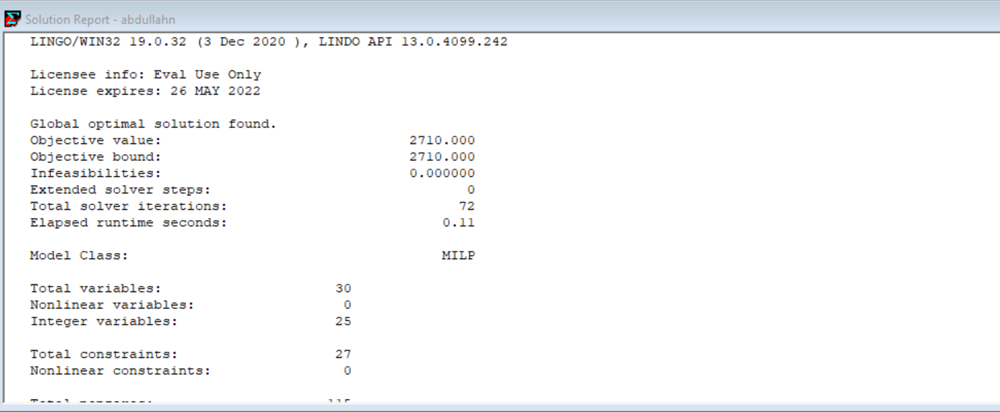 Solution Report - abdullahn
LINGO/WIN32 19.0.32 (3 Dec 2020 ), LINDO API 13.0.4099.242
Licensee info: Eval Use Only
License expires: 26 MAY 2022
Global optimal solution found.
Objective value: 2710.000
Objective bound: 2710.000
Infeasibilities: 0.000000
Extended solver steps: 0
Total solver iterations: 72
Elapsed runtime seconds: 0.11
Model Class: MILP
Total variables: 30
Nonlinear variables: 0
Integer variables: 25
Total constraints: 27
Nonlinear constraints: 0